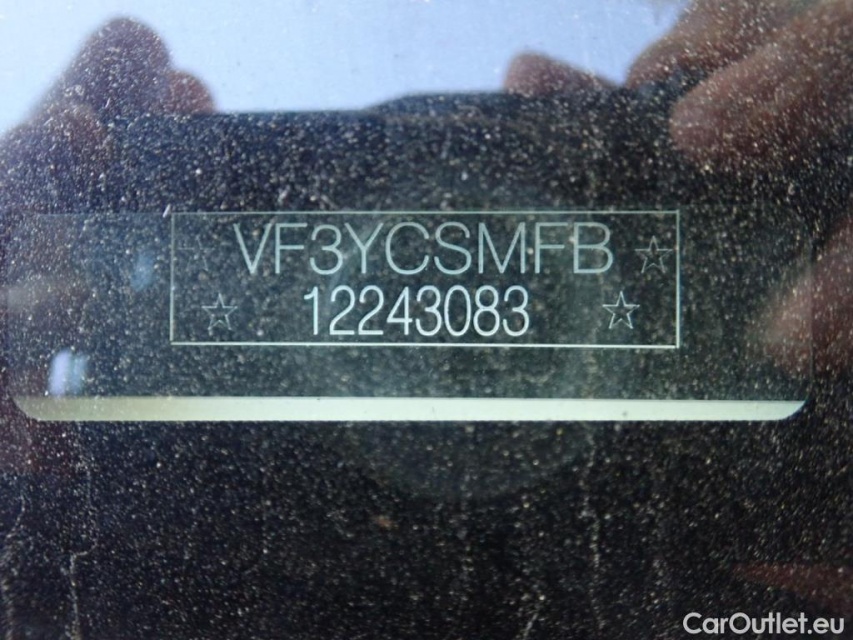 ☆ VF3YCSMFB ☆
☆ 12243083 ☆
CarOutlet.eu